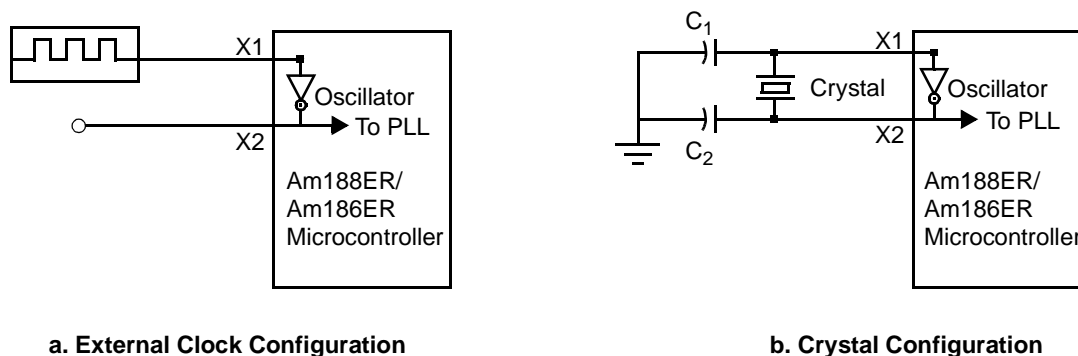 X1
Oscillator
To PLL
X2
Am188ER/
Am186ER
Microcontroller
a. External Clock Configuration
C1
X1
Crystal
Oscillator
To PLL
X2
C2
Am188ER/
Am186ER
Microcontroller
b. Crystal Configuration